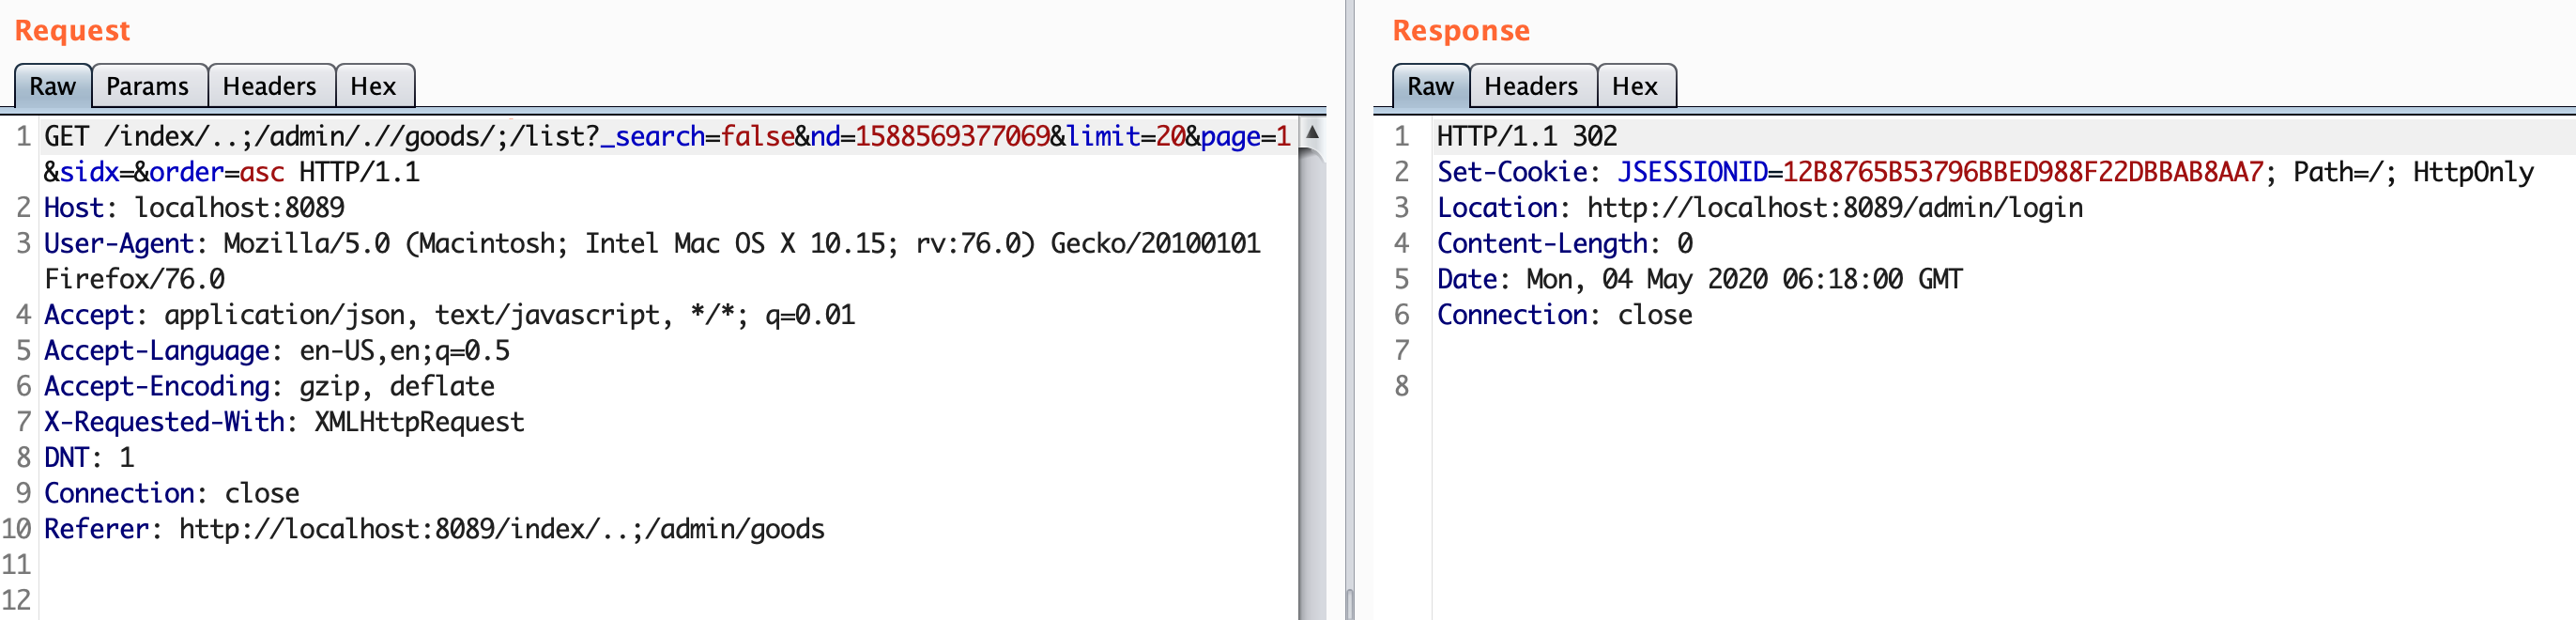 Request
Raw Params Headers Hex
1 GET /index/..;/admin/.//goods/;/list?_search=false&nd=1588569377069&limit=20&page=1
&sidx=&order=asc HTTP/1.1
2 Host: localhost:8089
3 User-Agent: Mozilla/5.0 (Macintosh; Intel Mac OS X 10.15; rv:76.0) Gecko/20100101
Firefox/76.0
4 Accept: application/json, text/javascript, */*; q=0.01
5 Accept-Language: en-US,en;q=0.5
6 Accept-Encoding: gzip, deflate
7 X-Requested-With: XMLHttpRequest
8 DNT: 1
9 Connection: close
10 Referer: http://localhost:8089/index/..;/admin/goods
11
12
Response
Raw Headers Hex
1 HTTP/1.1 302
2 Set-Cookie: JSESSIONID=12B8765B53796BBED988F22DBBAB8AA7; Path=/; HttpOnly
3 Location: http://localhost:8089/admin/login
4 Content-Length: 0
5 Date: Mon, 04 May 2020 06:18:00 GMT
6 Connection: close
7
8